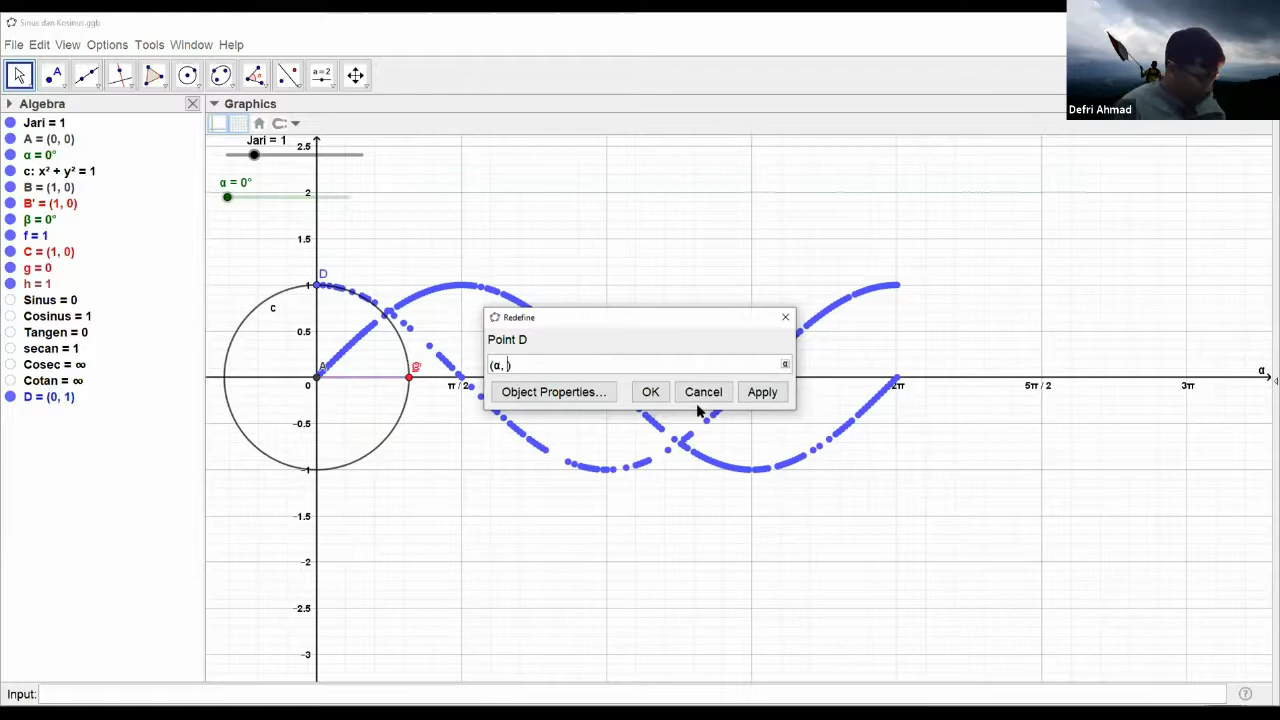 Sinus dan Kosinus.ggb
File Edit View Options Tools Window Help
Defri Ahmad
Algebra
Graphics
Jari = 1
A = (0, 0)
α = 0°
c: x² + y² = 1
B = (1, 0)
B' = (1, 0)
β = 0°
f = 1
C = (1, 0)
g = 0
h = 1
Sinus = 0
Cosinus = 1
Tangen = 0
secan = 1
Cosec = ∞
Cotan = ∞
D = (0, 1)
Jari = 1
α = 0°
2.5
2
1.5
1
0.5
0
−0.5
−1
−1.5
−2
−2.5
−3
D
c
A
π / 2
2π
5π / 2
3π
α
Redefine
Point D
(α, )
α
Object Properties…
OK
Cancel
Apply
Input: